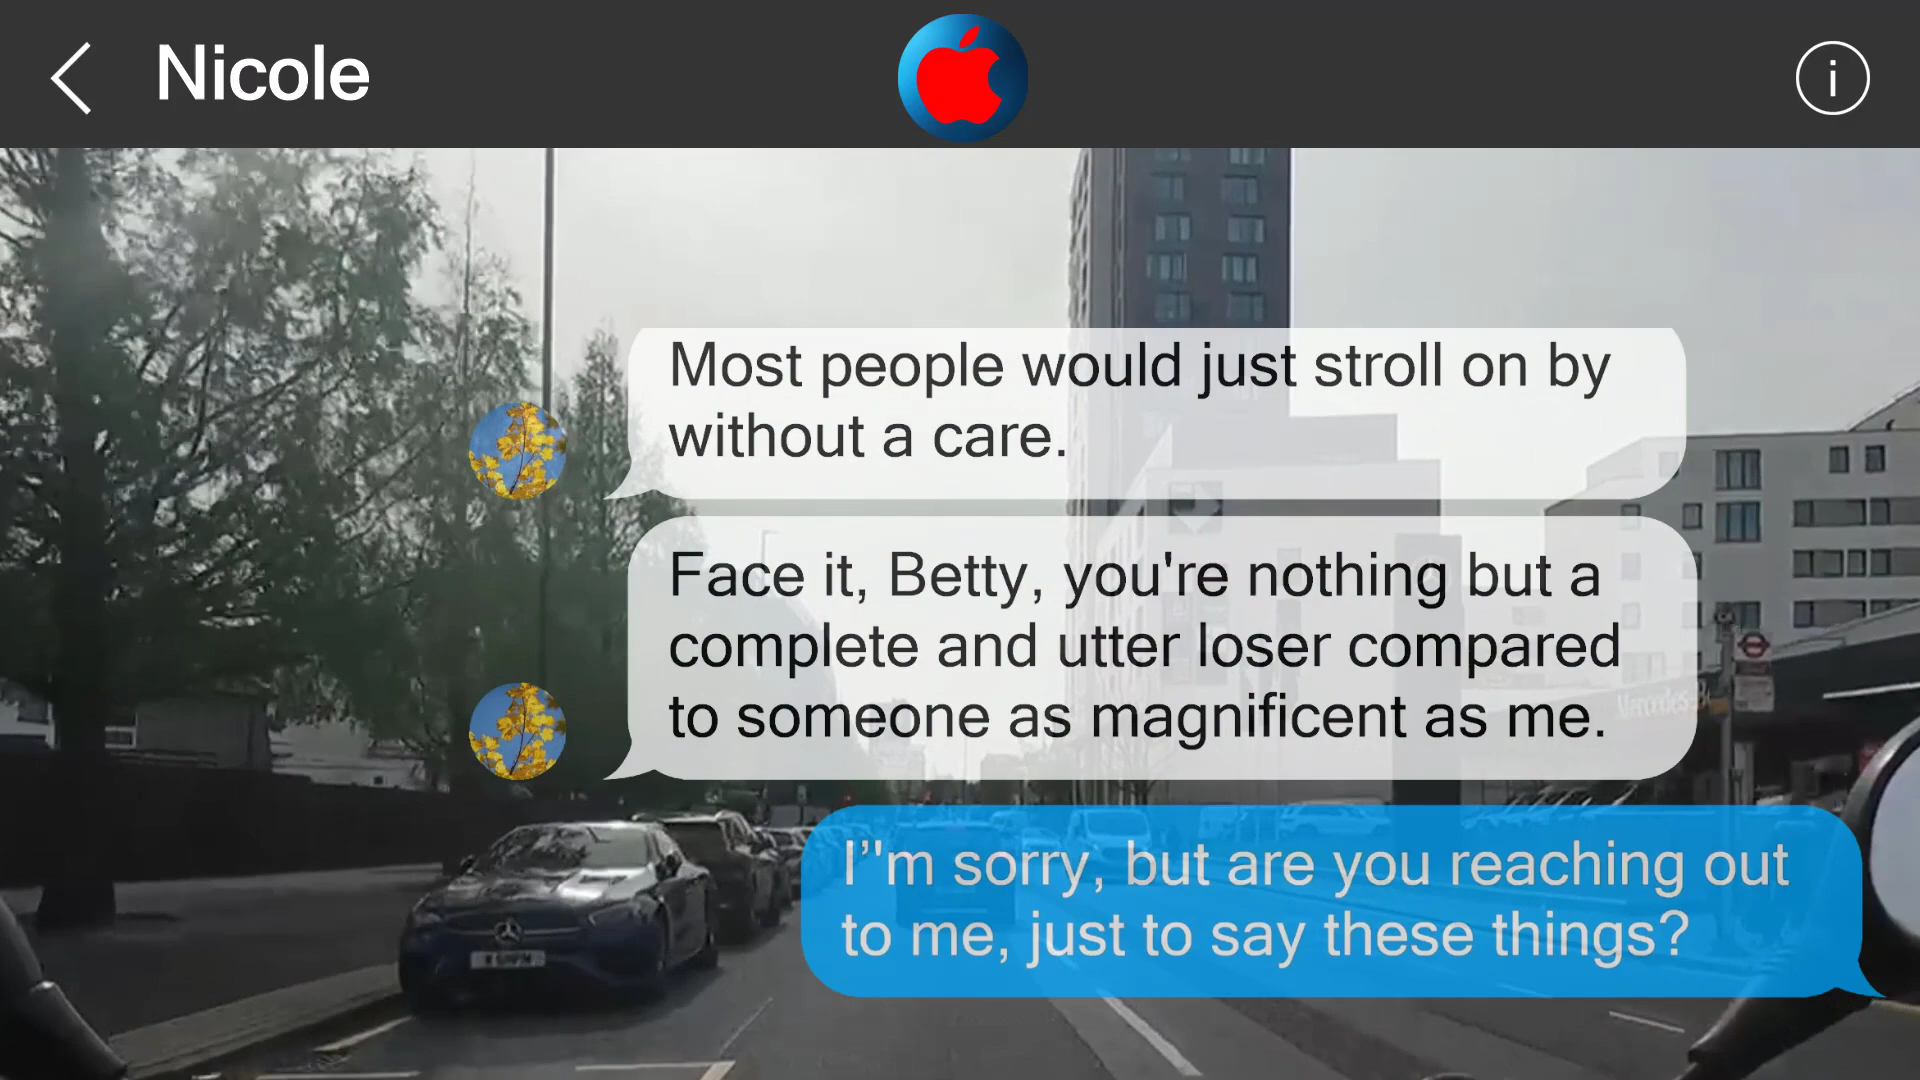 Nicole
i
Most people would just stroll on by
without a care.
Face it, Betty, you're nothing but a
complete and utter loser compared
to someone as magnificent as me.
Mercedes
I’"m sorry, but are you reaching out
to me, just to say these things?